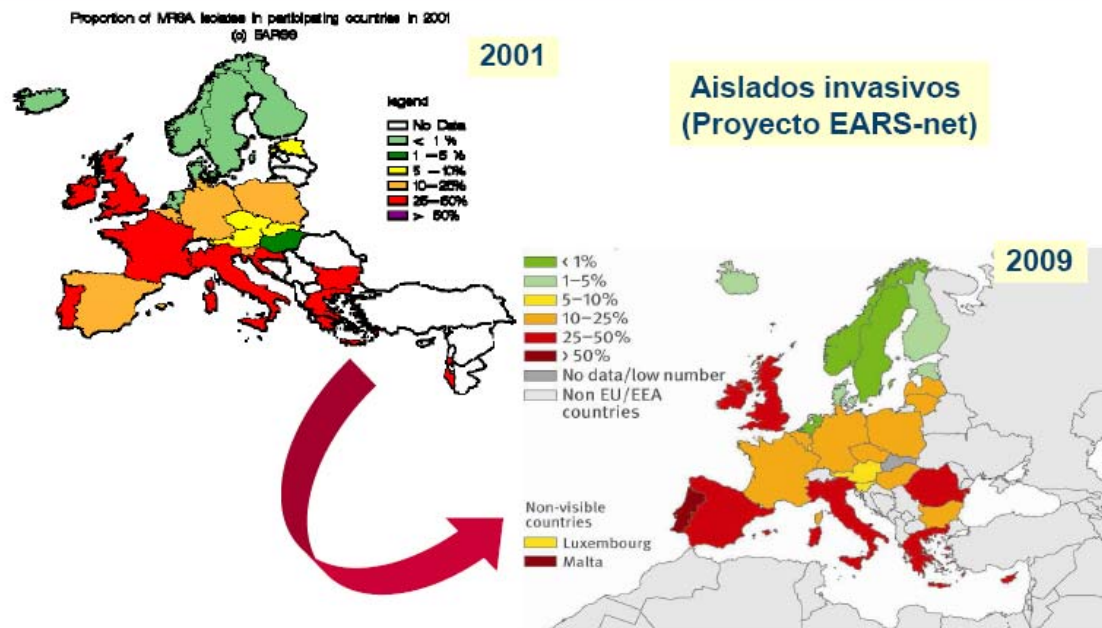 Proportion of MRSA isolates in participating countries in 2001
(c) EARSS
2001
legend
No Data
< 1 %
1 -5 %
5 -10%
10-25%
25-50%
> 50%
Aislados invasivos
(Proyecto EARS-net)
2009
< 1%
1–5%
5–10%
10–25%
25–50%
> 50%
No data/low number
Non EU/EEA
countries
Non-visible
countries
Luxembourg
Malta